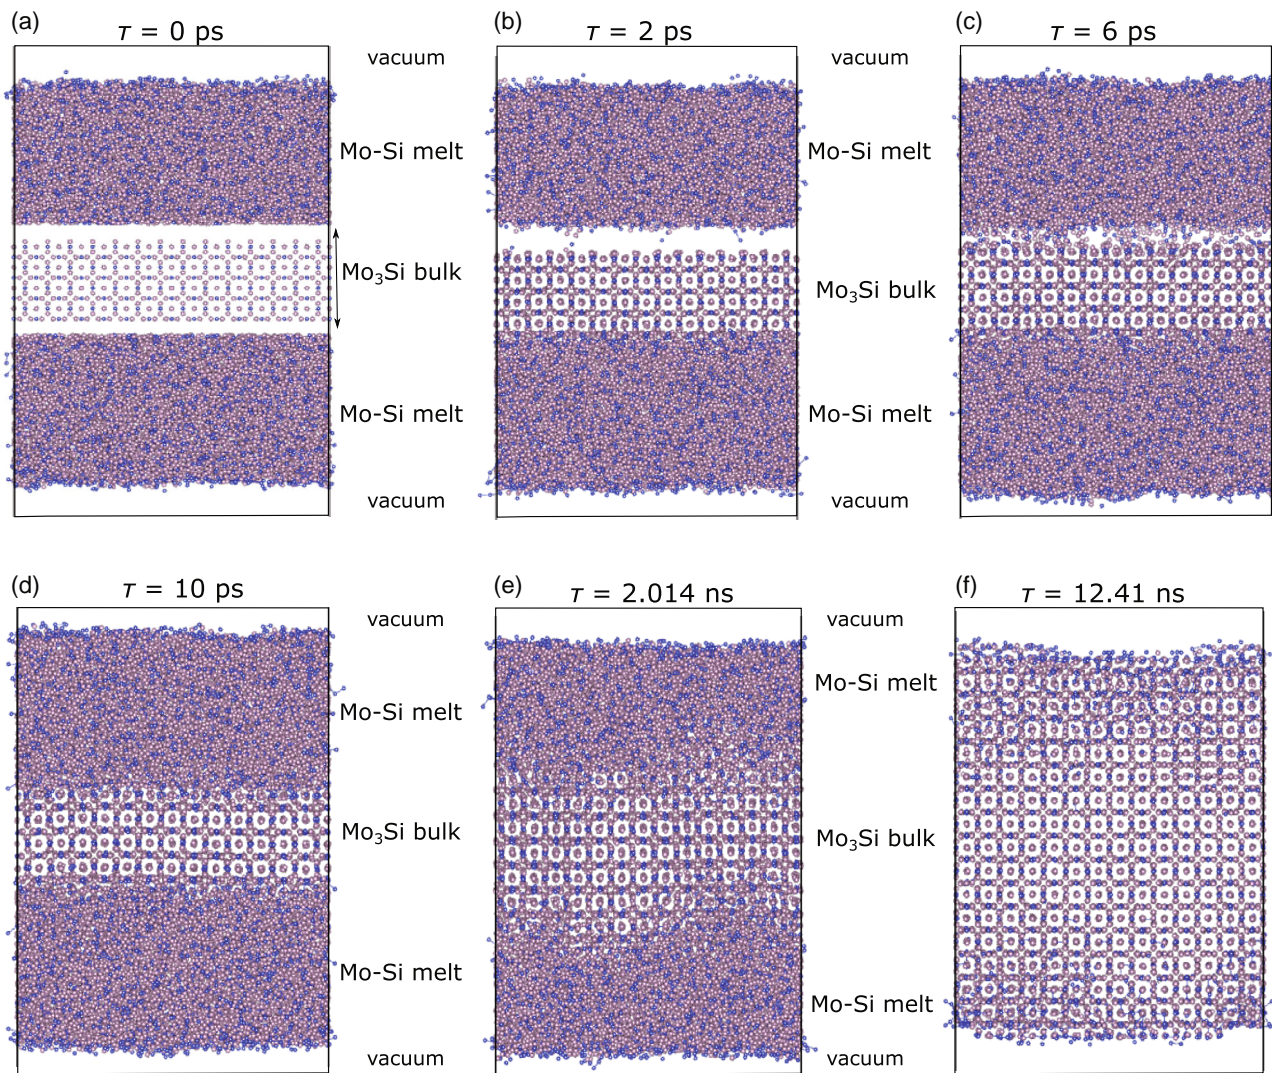 (a)
τ = 0 ps
(b)
τ = 2 ps
(c)
τ = 6 ps
vacuum
vacuum
Mo-Si melt
Mo-Si melt
Mo₃Si bulk
Mo₃Si bulk
Mo-Si melt
Mo-Si melt
vacuum
vacuum
(d)
τ = 10 ps
(e)
τ = 2.014 ns
(f)
τ = 12.41 ns
vacuum
vacuum
Mo-Si melt
Mo-Si melt
Mo₃Si bulk
Mo₃Si bulk
Mo-Si melt
Mo-Si melt
vacuum
vacuum